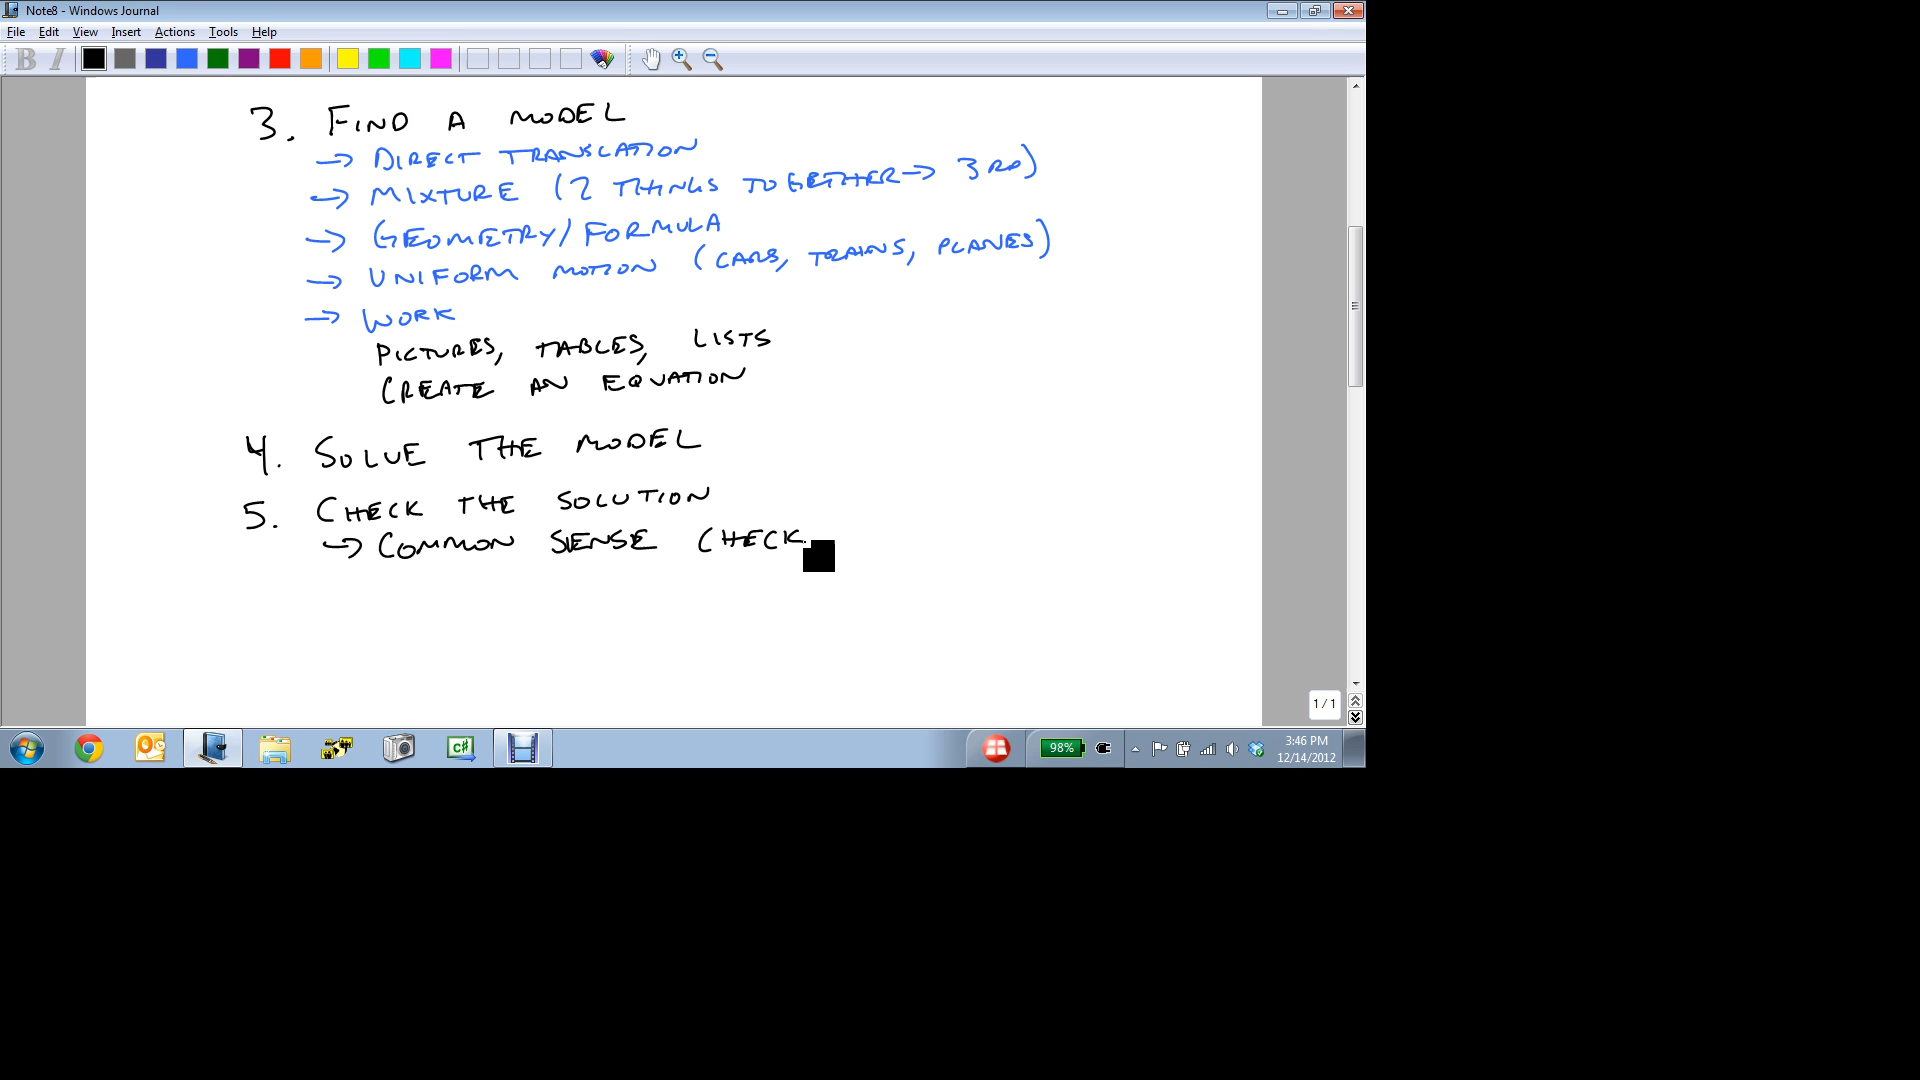 Note8 - Windows Journal
File Edit View Insert Actions Tools Help
B I
3. FIND A MODEL
→ DIRECT TRANSLATION
→ MIXTURE (2 THINGS TOGETHER → 3RD)
→ GEOMETRY/FORMULA
→ UNIFORM MOTION (CARS, TRAINS, PLANES)
→ WORK
PICTURES, TABLES, LISTS
CREATE AN EQUATION
4. SOLVE THE MODEL
5. CHECK THE SOLUTION
→ COMMON SENSE CHECK
1 / 1
C#
98%
3:46 PM
12/14/2012